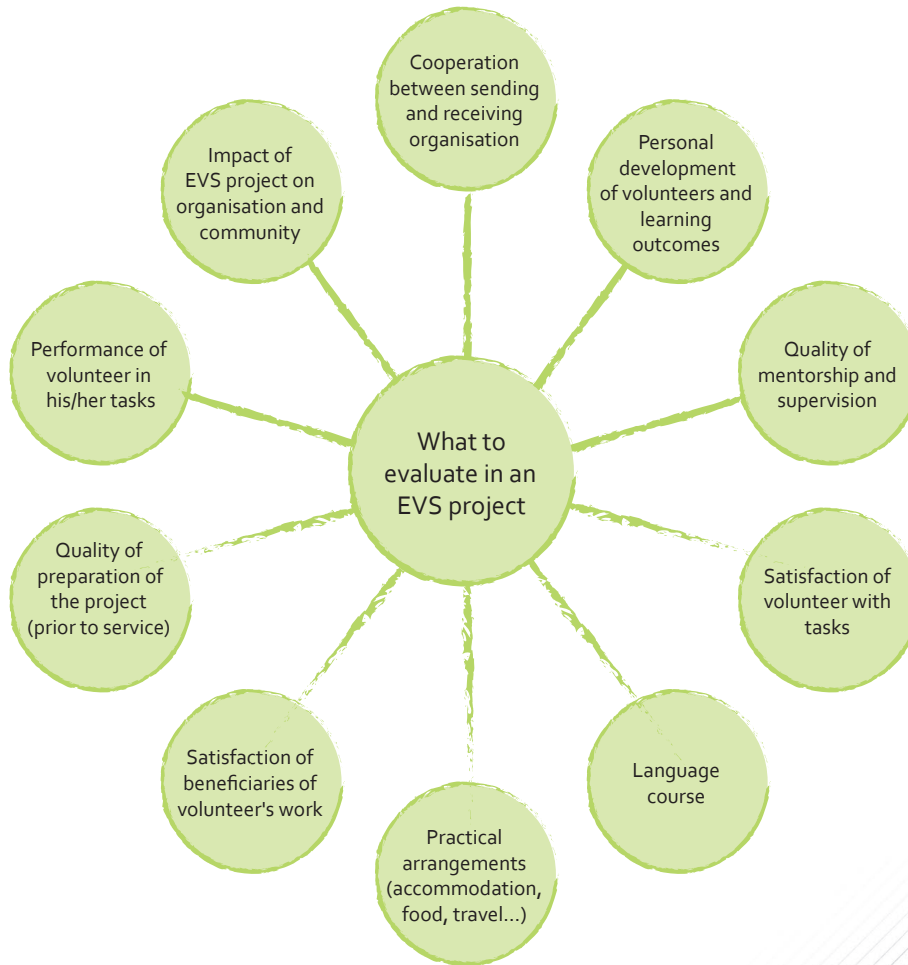 What to
evaluate in an
EVS project
Cooperation
between sending
and receiving
organisation
Personal
development
of volunteers and
learning
outcomes
Quality of
mentorship and
supervision
Satisfaction of
volunteer with
tasks
Language
course
Practical
arrangements
(accommodation,
food, travel...)
Satisfaction of
beneficiaries of
volunteer's work
Quality of
preparation of
the project
(prior to service)
Performance of
volunteer in
his/her tasks
Impact of
EVS project on
organisation and
community